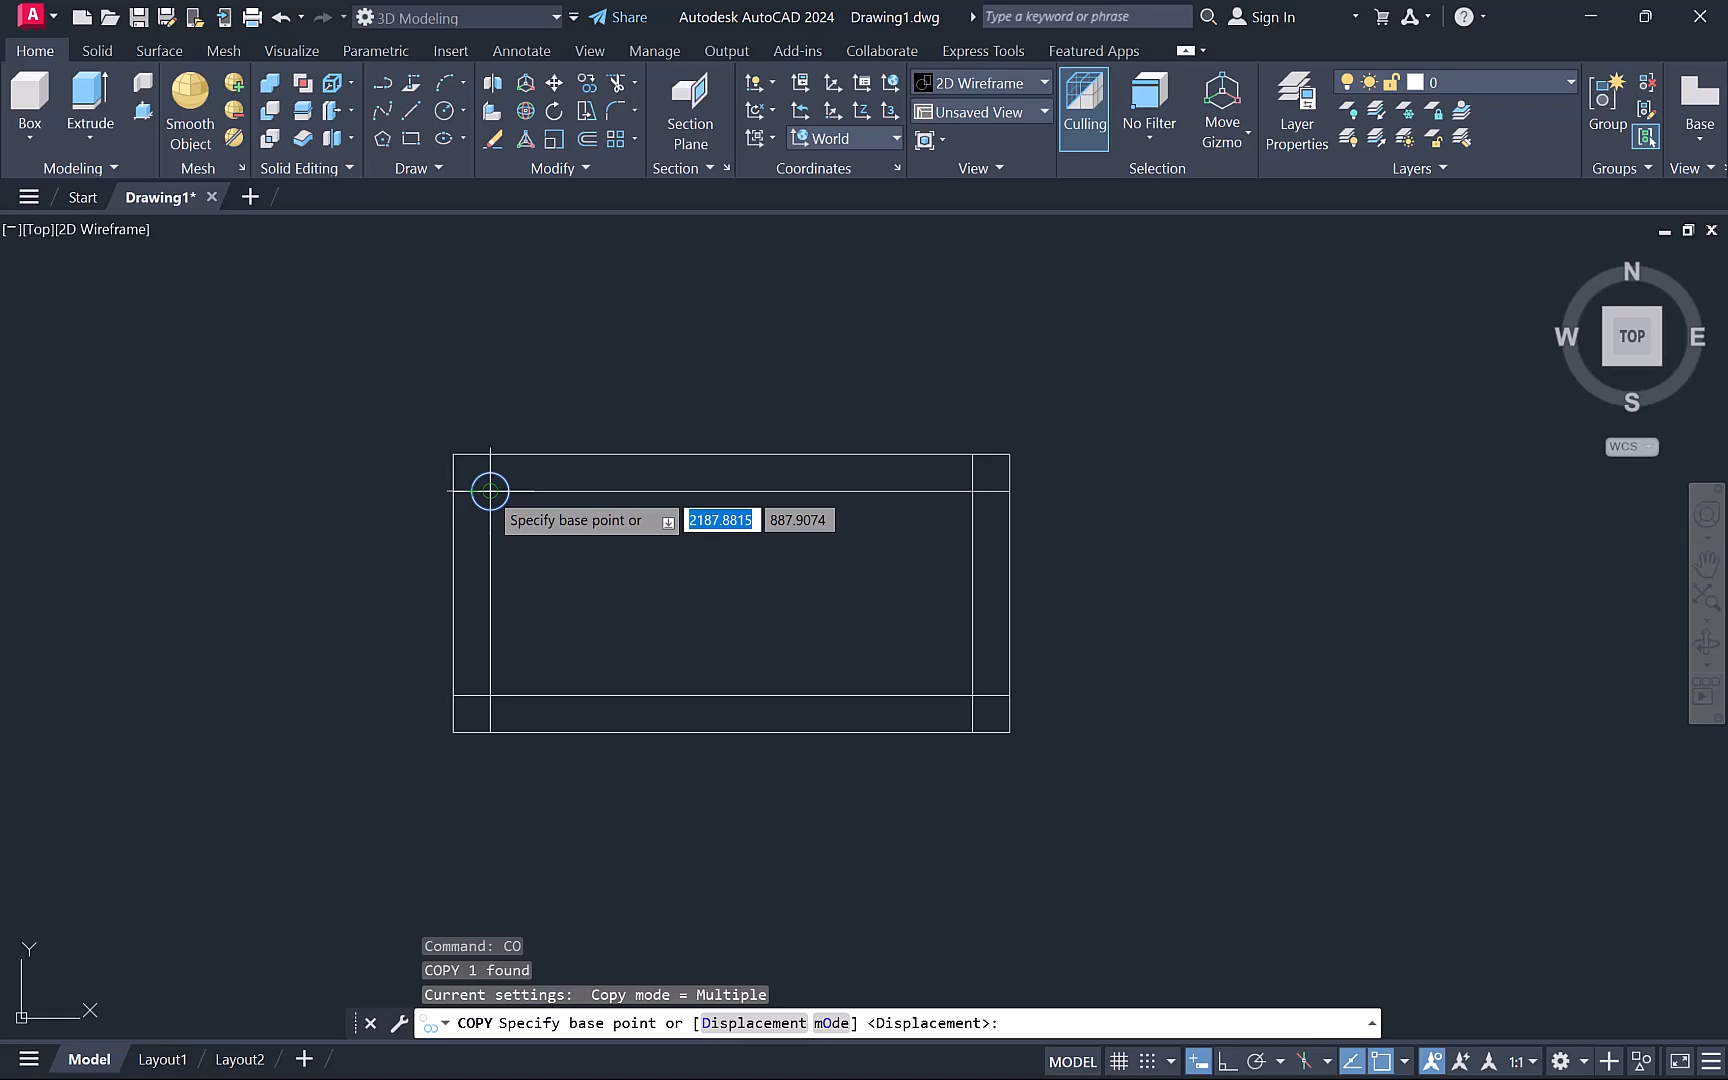 A 3D Modeling Share Autodesk AutoCAD 2024 Drawing1.dwg Type a keyword or phrase Sign In ?
Home Solid Surface Mesh Visualize Parametric Insert Annotate View Manage Output Add-ins Collaborate Express Tools Featured Apps
2D Wireframe 0
Unsaved View
World
Box Extrude Smooth Object Section Plane Culling No Filter Move Gizmo Layer Properties Group Base
Modeling Mesh Solid Editing Draw Modify Section Coordinates View Selection Layers Groups View
Start Drawing1*
[−][Top][2D Wireframe]
N
W TOP E
S
WCS
Specify base point or 2187.8815 887.9074
Y
X
Command: CO
COPY 1 found
Current settings: Copy mode = Multiple
COPY Specify base point or [Displacement mOde] <Displacement>:
Model Layout1 Layout2 + MODEL 1:1